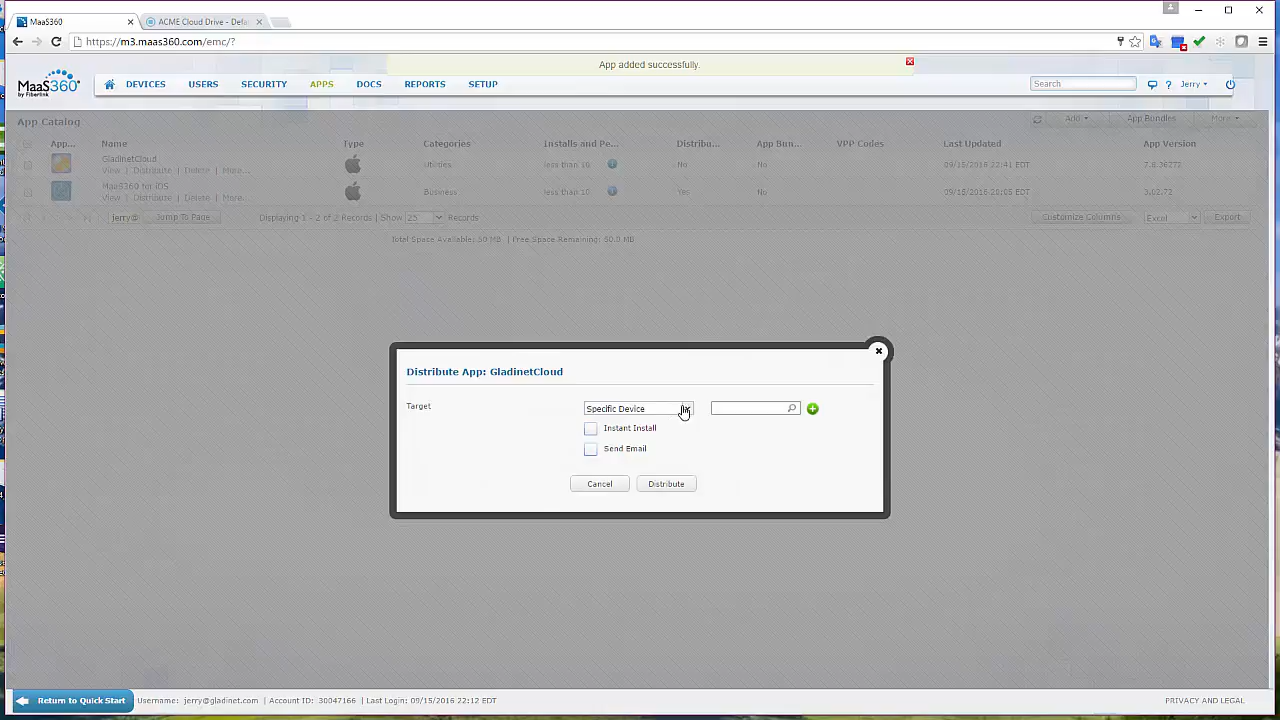 MaaS360
ACME Cloud Drive - Defa
https://m3.maas360.com/emc/?
App added successfully.
MaaS360
by Fiberlink
DEVICES USERS SECURITY APPS DOCS REPORTS SETUP
Search
? Jerry
App Catalog
Add App Bundles More
App... Name Type Categories Installs and Pe... Distribu... App Bun... VPP Codes Last Updated App Version
GladinetCloud Utilities less than 10 No No 09/15/2016 22:41 EDT 7.8.36272
View | Distribute | Delete | More...
MaaS360 for iOS Business less than 10 Yes No
View | Distribute | Delete | More... 3.02.72
jerry@ Jump To Page Displaying 1 - 2 of 2 Records | Show 25 Records Customize Columns Excel Export
Total Space Available: 50 MB | Free Space Remaining: 50.0 MB
Distribute App: GladinetCloud
Target Specific Device
Instant Install
Send Email
Cancel Distribute
Return to Quick Start Username: jerry@gladinet.com | Account ID: 30047166 | Last Login: 09/15/2016 22:12 EDT PRIVACY AND LEGAL